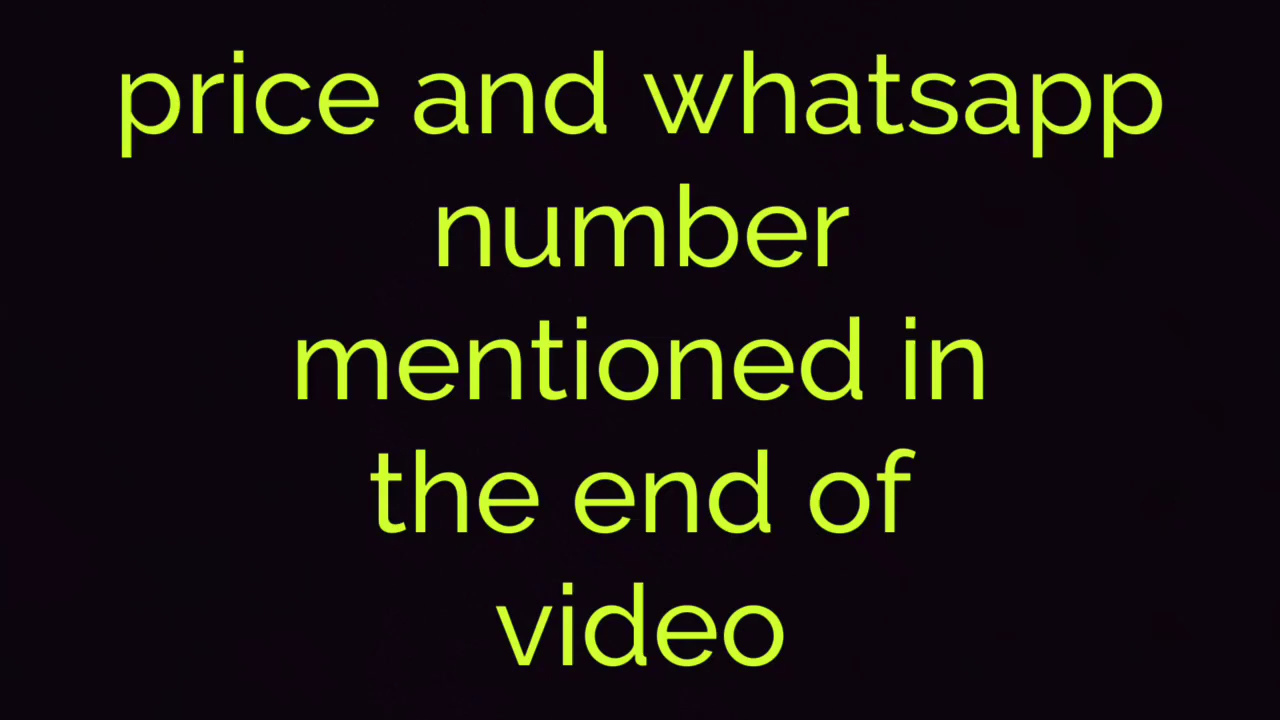 price and whatsapp
number
mentioned in
the end of
video